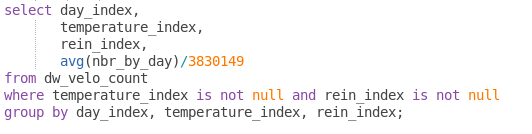 select day_index,
temperature_index,
rein_index,
avg(nbr_by_day)/3830149
from dw_velo_count
where temperature_index is not null and rein_index is not null
group by day_index, temperature_index, rein_index;